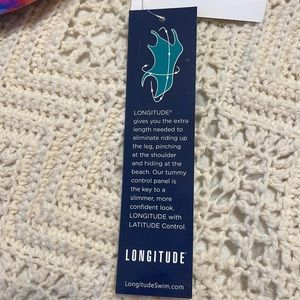 LONGITUDE®
gives you the extra
length needed to
eliminate riding up
the leg, pinching
at the shoulder
and hiding at the
beach. Our tummy
control panel is
the key to a
slimmer, more
confident look.
LONGITUDE with
LATITUDE Control.
LONGITUDE®
LongitudeSwim.com